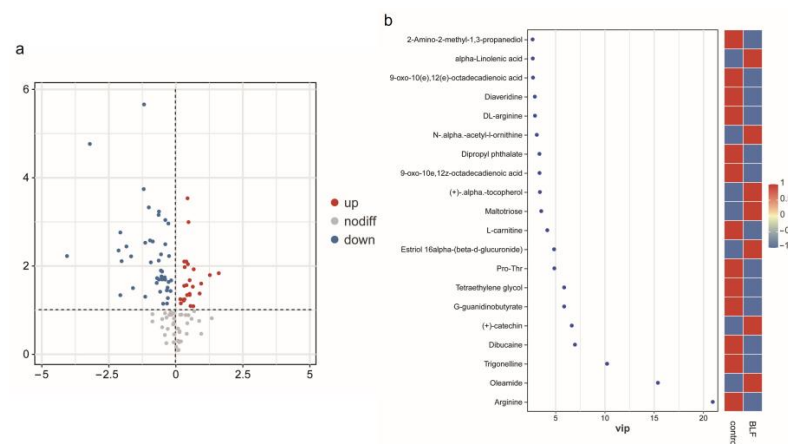 a
6
4
2
0
−5.0
−2.5
0
2.5
5
up
nodiff
down
b
2-Amino-2-methyl-1,3-propanediol
alpha-Linolenic acid
9-oxo-10(e),12(e)-octadecadienoic acid
Diaveridine
DL-arginine
N-.alpha.-acetyl-l-ornithine
Dipropyl phthalate
9-oxo-10e,12z-octadecadienoic acid
(+)-.alpha.-tocopherol
Maltotriose
L-carnitine
Estriol 16alpha-(beta-d-glucuronide)
Pro-Thr
Tetraethylene glycol
G-guanidinobutyrate
(+)-catechin
Dibucaine
Trigonelline
Oleamide
Arginine
5
10
15
20
vip
BLF
1
0